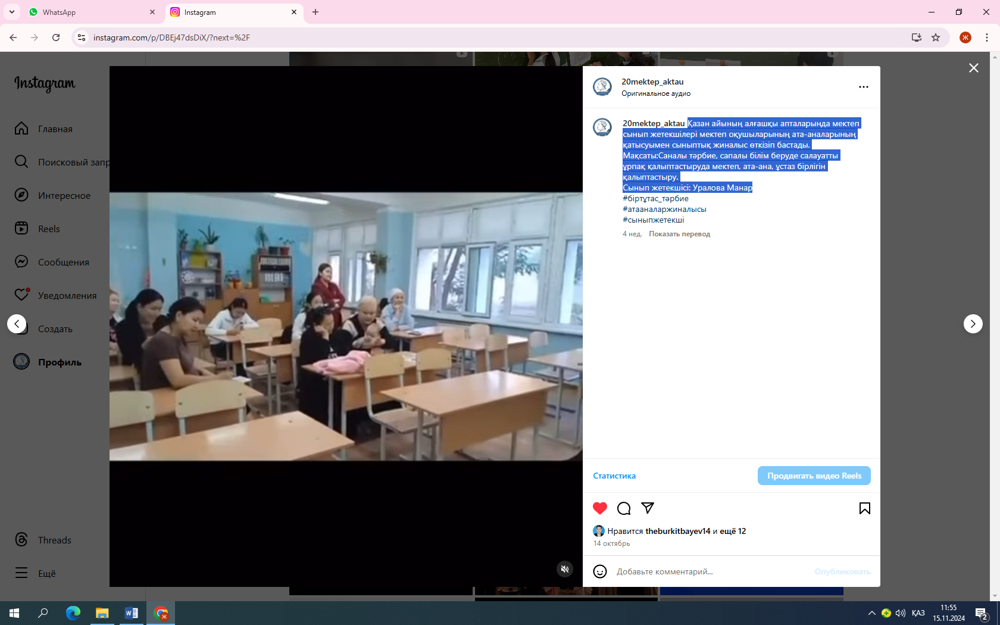 WhatsApp
Instagram
instagram.com/p/DBEj47dsDiX/?next=%2F
Ж
Instagram
Главная
Поисковый запр
Интересное
Reels
Сообщения
Уведомления
Создать
Профиль
Threads
Ещё
20mektep_aktau
Оригинальное аудио
20mektep_aktau Қазан айының алғашқы апталарында мектеп
сынып жетекшілері мектеп оқушыларының ата-аналарының
қатысуымен сыныптық жиналыс өткізіп бастады.
Мақсаты:Саналы тәрбие, сапалы білім беруде салауатты
ұрпақ қалыптастыруда мектеп, ата-ана, ұстаз бірлігін
қалыптастыру.
Сынып жетекшісі: Уралова Манар
#біртұтас_тәрбие
#атааналаржиналысы
#сыныпжетекші
4 нед. Показать перевод
Статистика
Продвигать видео Reels
Нравится theburkitbayev14 и ещё 12
14 октябрь
Добавьте комментарий...
Опубликовать
Ж
ҚАЗ
11:55
15.11.2024
2